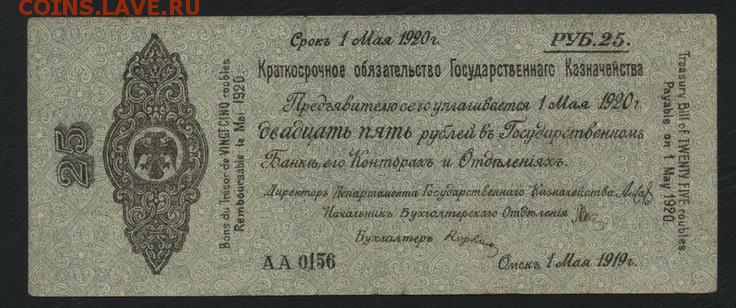 COINS.LAVE.RU
Срокъ 1 Мая 1920 г.
РУБ. 25.
Краткосрочное обязательство Государственнаго Казначейства
Предъявителю сего уплачивается 1 Мая 1920 г.
двадцать пять рублей въ Государственномъ
Банкѣ, его Конторахъ и Отдѣленіяхъ.
Директоръ Департамента Государственнаго Казначейства
Начальникъ Бухгалтерскаго Отдѣленія
Бухгалтеръ
АА 0156
Омскъ, 1 Мая 1919 г.
25
Bons du Trésor de VINGT CINQ roubles
Remboursable le Mai 1920.
Treasury Bill of TWENTY FIVE roubles
Payable on 1 May 1920.